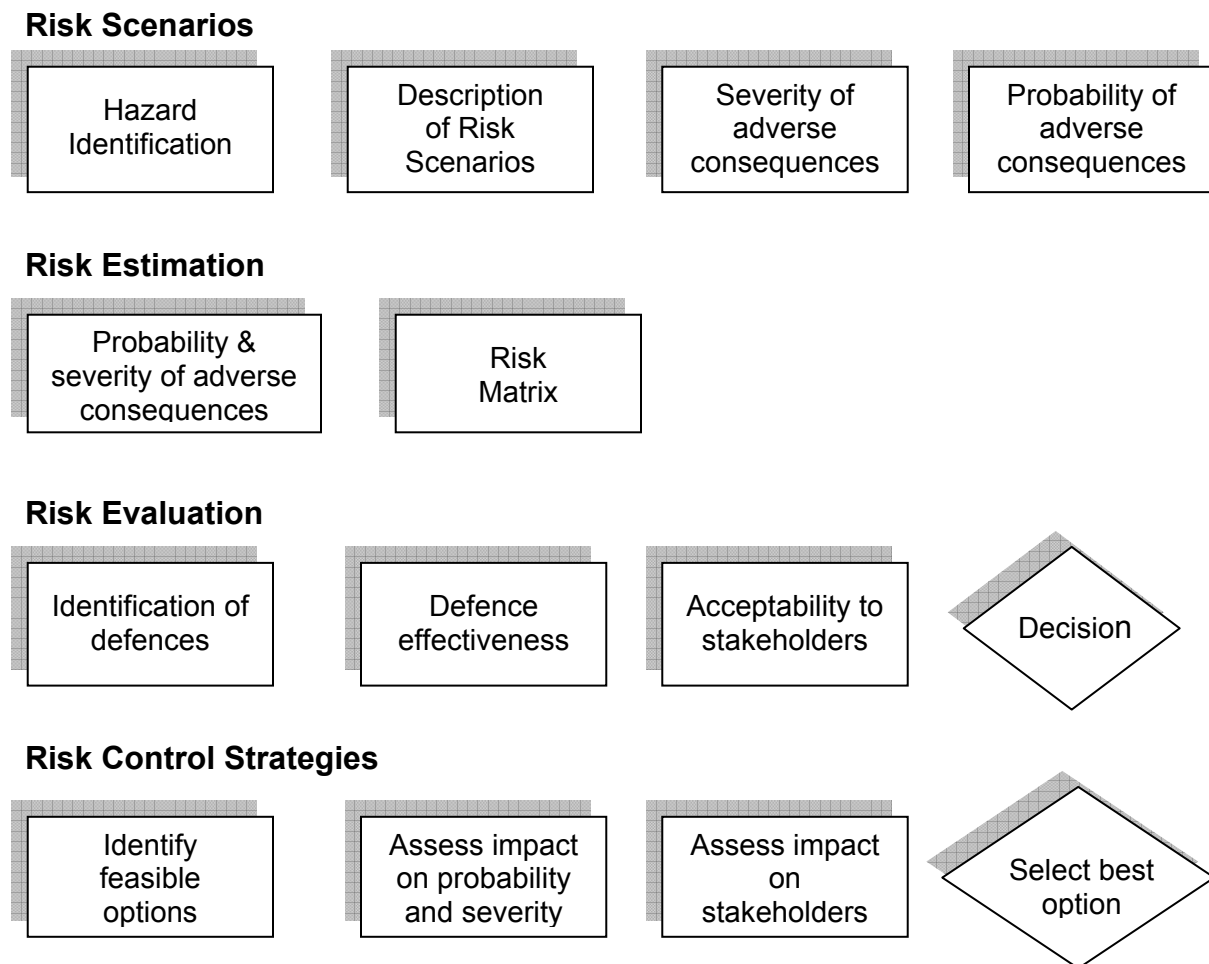 Risk Scenarios
Hazard
Identification
Description
of Risk
Scenarios
Severity of
adverse
consequences
Probability of
adverse
consequences
Risk Estimation
Probability &
severity of adverse
consequences
Risk
Matrix
Risk Evaluation
Identification of
defences
Defence
effectiveness
Acceptability to
stakeholders
Decision
Risk Control Strategies
Identify
feasible
options
Assess impact
on probability
and severity
Assess impact
on
stakeholders
Select best
option